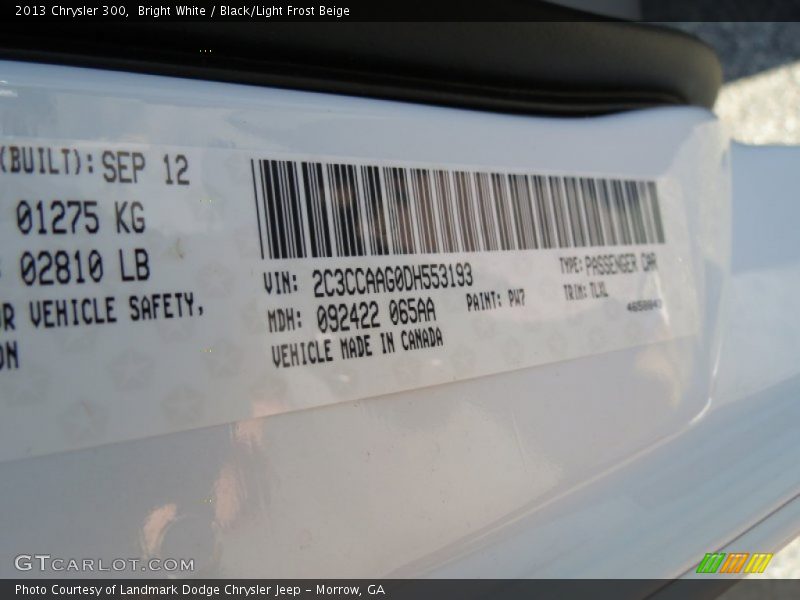 2013 Chrysler 300, Bright White / Black/Light Frost Beige
(BUILT): SEP 12
01275 KG
02810 LB
OR VEHICLE SAFETY,
ON
VIN: 2C3CCAAG0DH553193
TYPE: PASSENGER CAR
MDH: 092422 065AA
PAINT: PW7
TRIM: TLXL
VEHICLE MADE IN CANADA
GTCARLOT.COM
Photo Courtesy of Landmark Dodge Chrysler Jeep - Morrow, GA